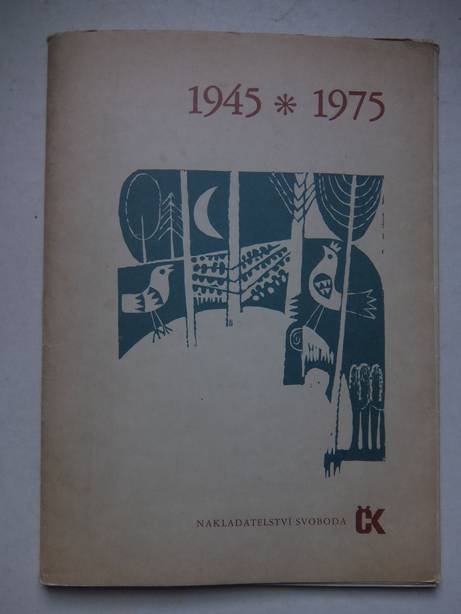 1945 * 1975
NAKLADATELSTVÍ SVOBODA ČK